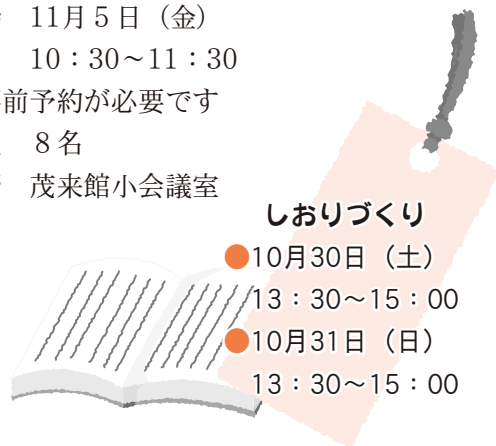 11月5日（金）
10：30～11：30
前予約が必要です
8名
茂来館小会議室
しおりづくり
●10月30日（土）
13：30～15：00
●10月31日（日）
13：30～15：00